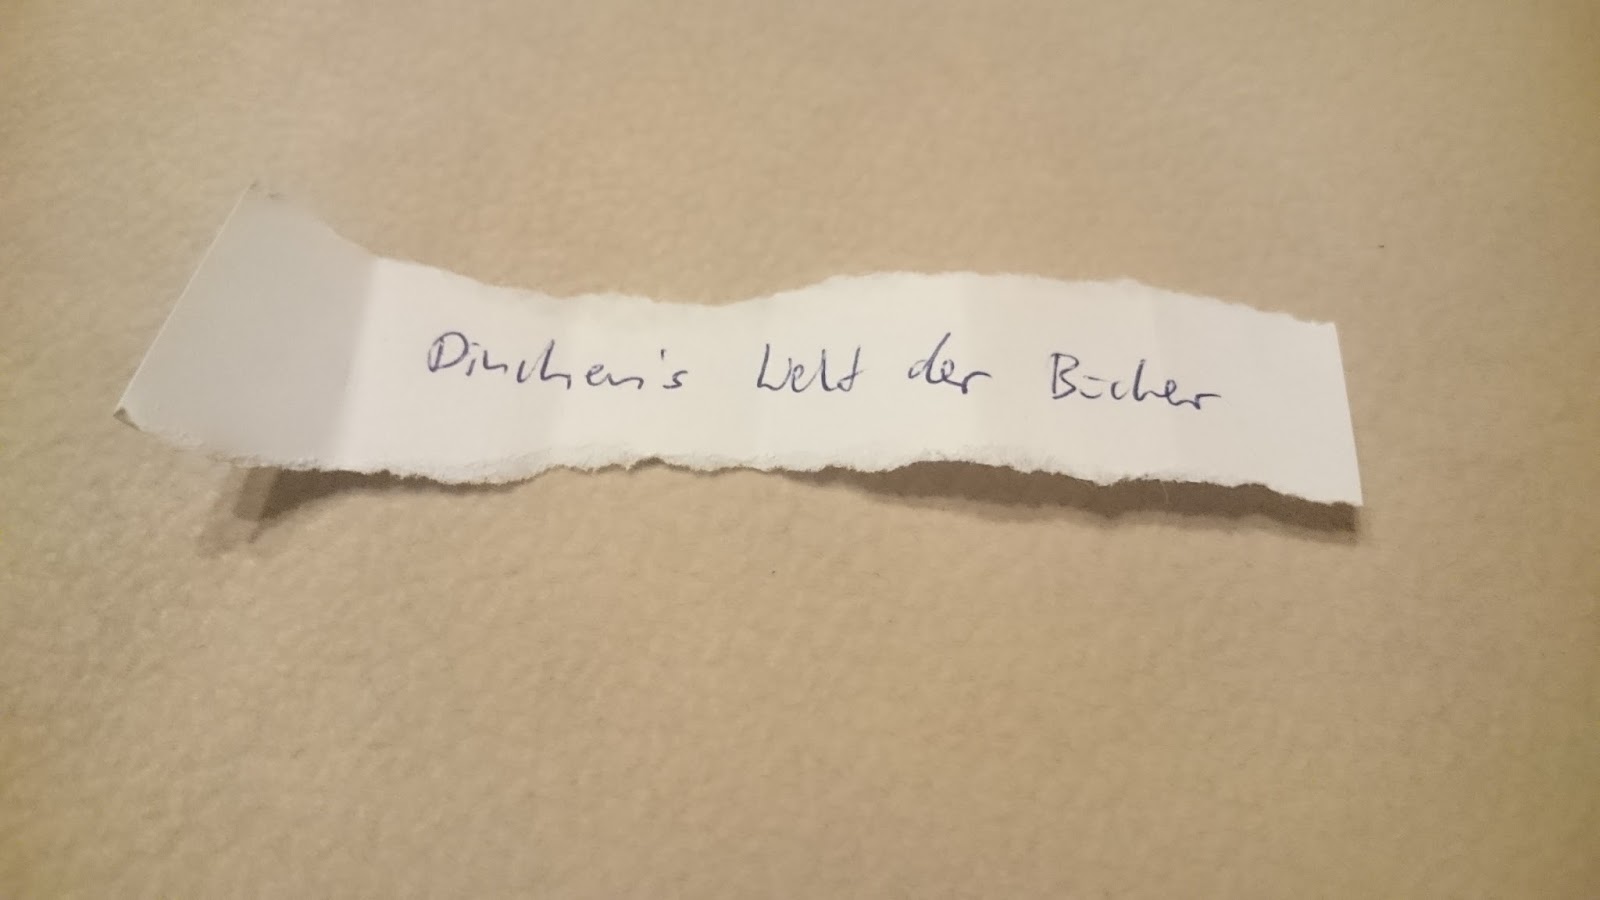 Dinchen's Welt der Bücher